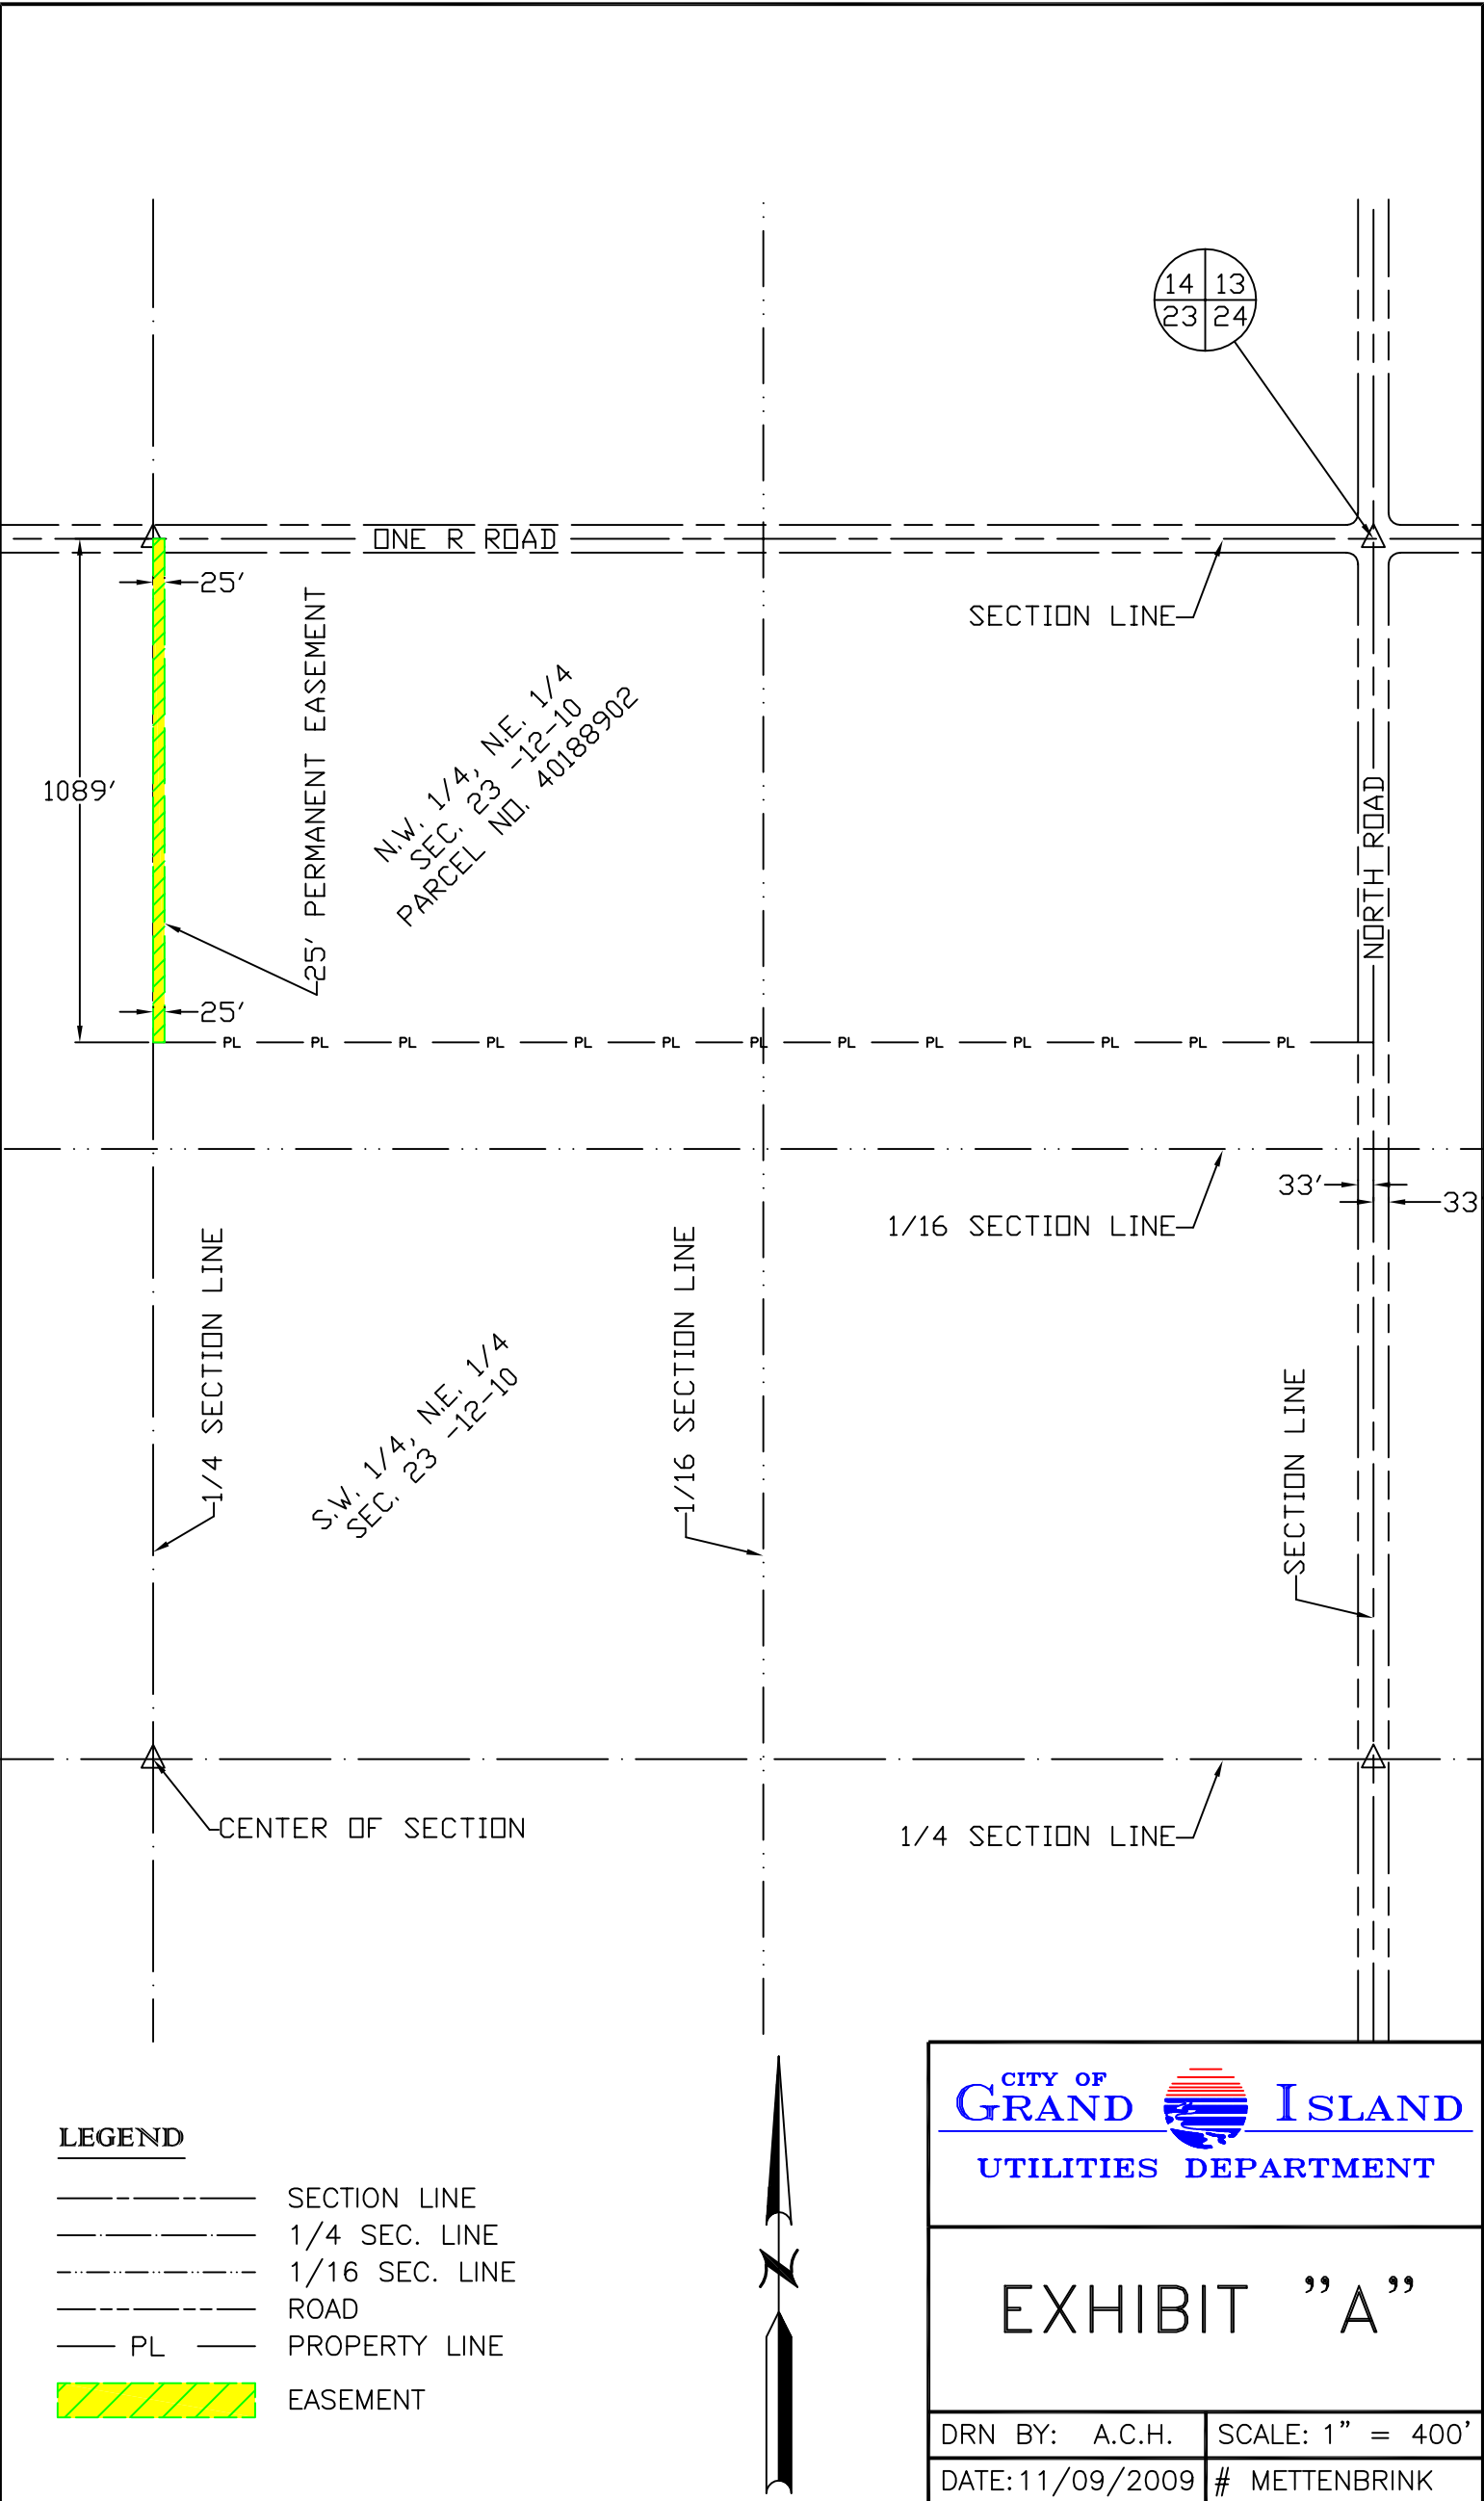 14 13
23 24
ONE R ROAD
25'
SECTION LINE
25' PERMANENT EASEMENT
N.W. 1/4, N.E. 1/4
SEC. 23 -12-10
PARCEL NO. 40188902
1089'
NORTH ROAD
25'
PL PL PL PL PL PL PL PL PL PL PL PL PL
33'
33
1/16 SECTION LINE
1/4 SECTION LINE
1/16 SECTION LINE
S.W. 1/4, N.E. 1/4
SEC. 23 -12-10
SECTION LINE
CENTER OF SECTION
1/4 SECTION LINE
LEGEND
SECTION LINE
1/4 SEC. LINE
1/16 SEC. LINE
ROAD
PL PROPERTY LINE
EASEMENT
N
CITY OF
GRAND ISLAND
UTILITIES DEPARTMENT
EXHIBIT "A"
DRN BY: A.C.H.
SCALE: 1" = 400'
DATE: 11/09/2009
# METTENBRINK